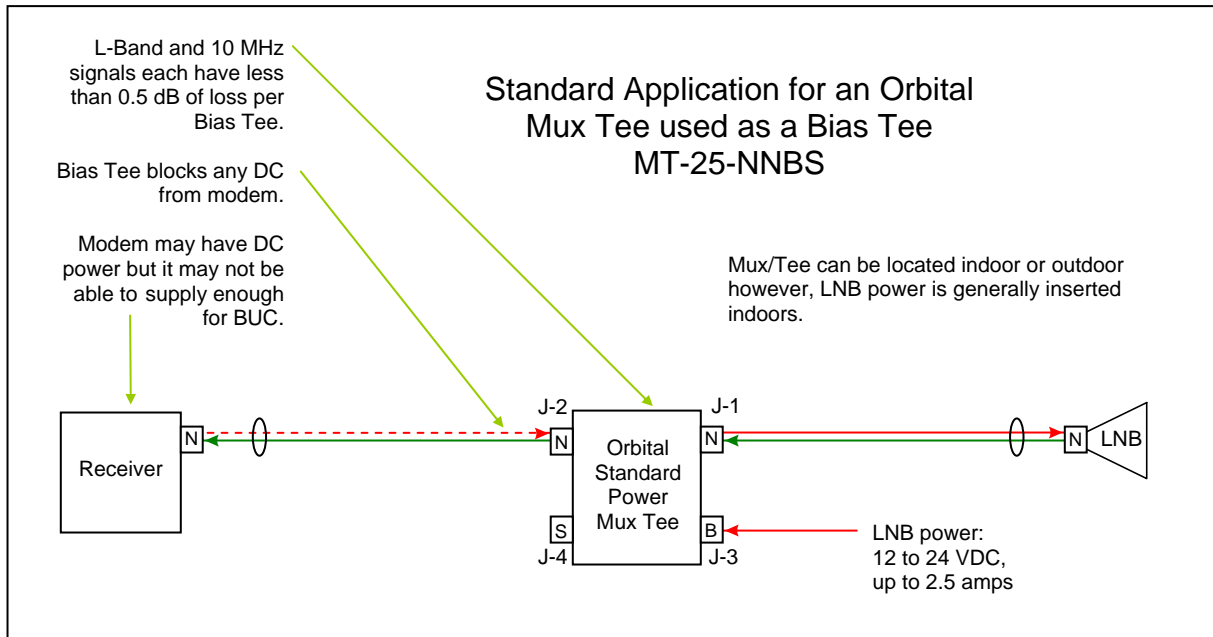 L-Band and 10 MHz
signals each have less
than 0.5 dB of loss per
Bias Tee.
Standard Application for an Orbital
Mux Tee used as a Bias Tee
MT-25-NNBS
Bias Tee blocks any DC
from modem.
Modem may have DC
power but it may not be
able to supply enough
for BUC.
Mux/Tee can be located indoor or outdoor
however, LNB power is generally inserted
indoors.
Receiver
N
J-2
N
J-1
N
Orbital
Standard
Power
Mux Tee
N
LNB
S
J-4
B
J-3
LNB power:
12 to 24 VDC,
up to 2.5 amps